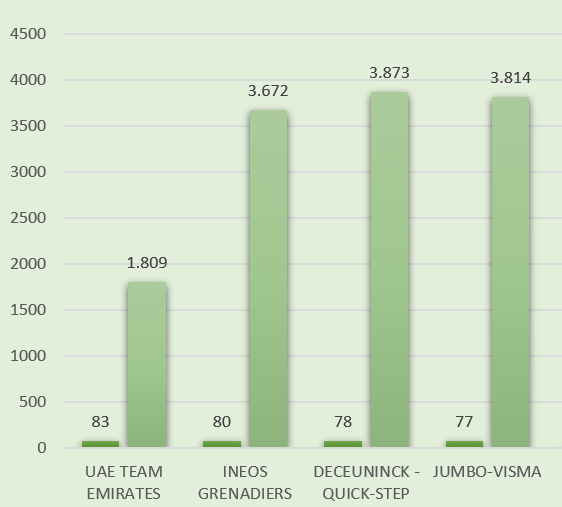 4500
4000
3500
3000
2500
2000
1500
1000
500
0
83
1.809
80
3.672
78
3.873
77
3.814
UAE TEAM
EMIRATES
INEOS
GRENADIERS
DECEUNINCK -
QUICK-STEP
JUMBO-VISMA